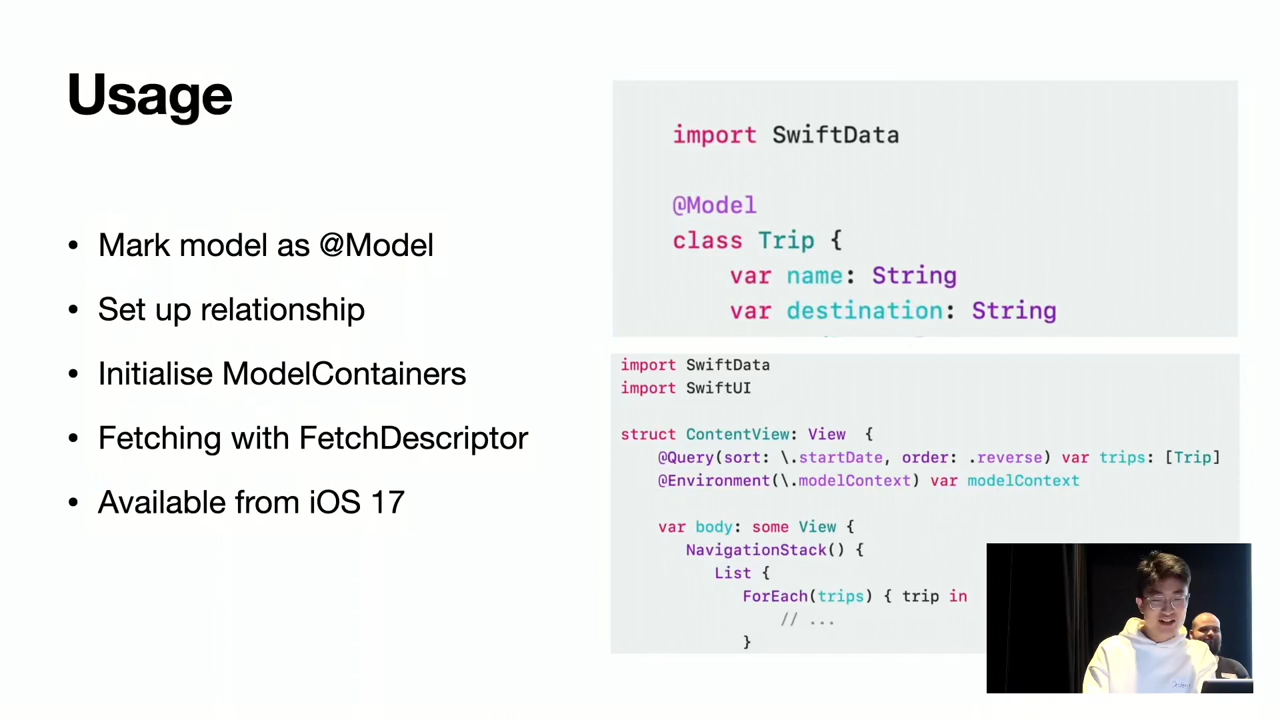 Usage
• Mark model as @Model
• Set up relationship
• Initialise ModelContainers
• Fetching with FetchDescriptor
• Available from iOS 17
import SwiftData
@Model
class Trip {
var name: String
var destination: String
import SwiftData
import SwiftUI
struct ContentView: View {
@Query(sort: \.startDate, order: .reverse) var trips: [Trip]
@Environment(\.modelContext) var modelContext
var body: some View {
NavigationStack() {
List {
ForEach(trips) { trip in
// ...
}